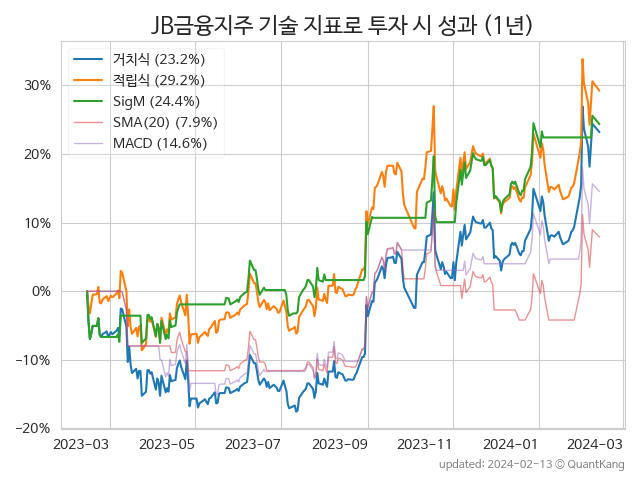 JB금융지주 기술 지표로 투자 시 성과 (1년)
거치식 (23.2%)
적립식 (29.2%)
SigM (24.4%)
SMA(20) (7.9%)
MACD (14.6%)
30%
20%
10%
0%
−10%
−20%
2023-03 2023-05 2023-07 2023-09 2023-11 2024-01 2024-03
updated: 2024-02-13 © QuantKang